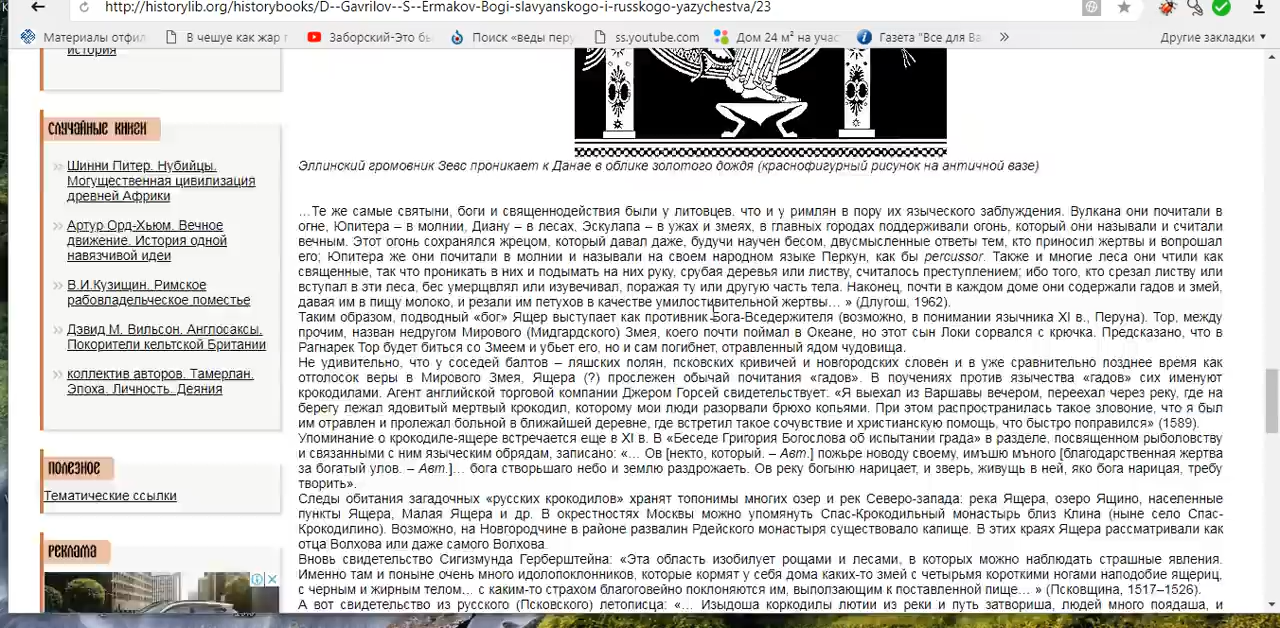 http://historylib.org/historybooks/D--Gavrilov--S--Ermakov-Bogi-slavyanskogo-i-russkogo-yazychestva/23
Материалы отфил
В чешуе как жар г
Заборский-Это бы
Поиск «веды перу
ss.youtube.com
Дом 24 м² на учас
Газета "Все для Ва
»
Другие закладки
история
Случайные книги
Шинни Питер. Нубийцы.
Могущественная цивилизация
древней Африки
Артур Орд-Хьюм. Вечное
движение. История одной
навязчивой идеи
В.И.Кузищин. Римское
рабовладельческое поместье
Дэвид М. Вильсон. Англосаксы.
Покорители кельтской Британии
коллектив авторов. Тамерлан.
Эпоха. Личность. Деяния
Полезное
Тематические ссылки
Реклама
Эллинский громовник Зевс проникает к Данае в облике золотого дождя (краснофигурный рисунок на античной вазе)
…Те же самые святыни, боги и священнодействия были у литовцев. что и у римлян в пору их языческого заблуждения. Вулкана они почитали в
огне, Юпитера – в молнии, Диану – в лесах, Эскулапа – в ужах и змеях, в главных городах поддерживали огонь, который они называли и считали
вечным. Этот огонь сохранялся жрецом, который давал даже, будучи научен бесом, двусмысленные ответы тем, кто приносил жертвы и вопрошал
его; Юпитера же они почитали в молнии и называли на своем народном языке Перкун, как бы percussor. Также и многие леса они чтили как
священные, так что проникать в них и подымать на них руку, срубая деревья или листву, считалось преступлением; ибо того, кто срезал листву или
вступал в эти леса, бес умерщвлял или изувечивал, поражая ту или другую часть тела. Наконец, почти в каждом доме они содержали гадов и змей,
давая им в пищу молоко, и резали им петухов в качестве умилостивительной жертвы… » (Длугош, 1962).
Таким образом, подводный «бог» Ящер выступает как противник Бога-Вседержителя (возможно, в понимании язычника XI в., Перуна). Тор, между
прочим, назван недругом Мирового (Мидгардского) Змея, коего почти поймал в Океане, но этот сын Локи сорвался с крючка. Предсказано, что в
Рагнарек Тор будет биться со Змеем и убьет его, но и сам погибнет, отравленный ядом чудовища.
Не удивительно, что у соседей балтов – ляшских полян, псковских кривичей и новгородских словен и в уже сравнительно позднее время как
отголосок веры в Мирового Змея, Ящера (?) прослежен обычай почитания «гадов». В поучениях против язычества «гадов» сих именуют
крокодилами. Агент английской торговой компании Джером Горсей свидетельствует: «Я выехал из Варшавы вечером, переехал через реку, где на
берегу лежал ядовитый мертвый крокодил, которому мои люди разорвали брюхо копьями. При этом распространилась такое зловоние, что я был
им отравлен и пролежал больной в ближайшей деревне, где встретил такое сочувствие и христианскую помощь, что быстро поправился» (1589).
Упоминание о крокодиле-ящере встречается еще в XI в. В «Беседе Григория Богослова об испытании града» в разделе, посвященном рыболовству
и связанными с ним языческим обрядам, записано: «… Ов [некто, который. – Авт.] пожьре новоду своему, имъшю мъного [благодарственная жертва
за богатый улов. – Авт.]… бога створьшаго небо и землю раздрожаеть. Ов реку богыню нарицает, и зверь, живущь в ней, яко бога нарицая, требу
творить».
Следы обитания загадочных «русских крокодилов» хранят топонимы многих озер и рек Северо-запада: река Ящера, озеро Ящино, населенные
пункты Ящера, Малая Ящера и др. В окрестностях Москвы можно упомянуть Спас-Крокодильный монастырь близ Клина (ныне село Спас-
Крокодилино). Возможно, на Новгородчине в районе развалин Рдейского монастыря существовало капище. В этих краях Ящера рассматривали как
отца Волхова или даже самого Волхова.
Вновь свидетельство Сигизмунда Герберштейна: «Эта область изобилует рощами и лесами, в которых можно наблюдать страшные явления.
Именно там и поныне очень много идолопоклонников, которые кормят у себя дома каких-то змей с четырьмя короткими ногами наподобие ящериц,
с черным и жирным телом… с каким-то страхом благоговейно поклоняются им, выползающим к поставленной пище… » (Псковщина, 1517–1526).
А вот свидетельство из русского (Псковского) летописца: «… Изыдоша коркодилы лютии из реки и путь затвориша, людей много поядаша, и